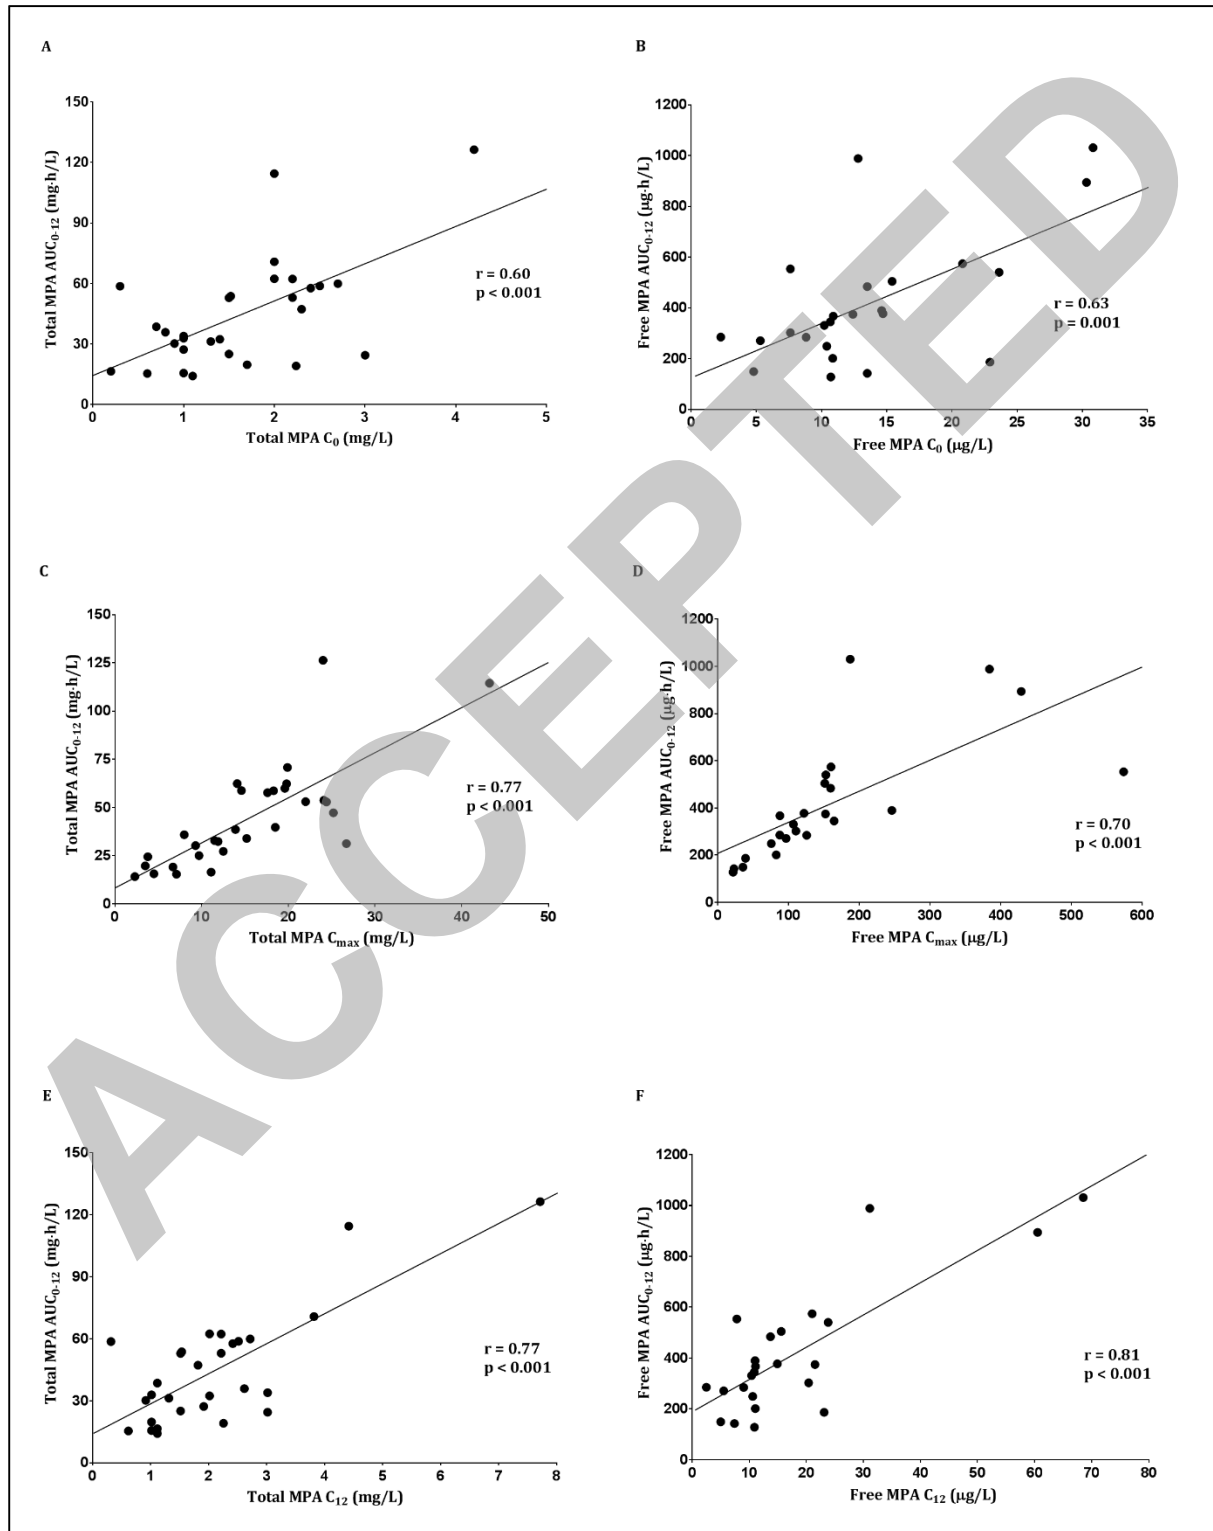 A
Total MPA AUC0-12 (mg·h/L)
150
120
90
60
30
0
0 1 2 3 4 5
Total MPA C0 (mg/L)
r = 0.60
p < 0.001
B
Free MPA AUC0-12 (µg·h/L)
1200
1000
800
600
400
200
0
0 5 10 15 20 25 30 35
Free MPA C0 (µg/L)
r = 0.63
p = 0.001
C
Total MPA AUC0-12 (mg·h/L)
150
125
100
75
50
25
0
0 10 20 30 40 50
Total MPA Cmax (mg/L)
r = 0.77
p < 0.001
D
Free MPA AUC0-12 (µg·h/L)
1200
1000
800
600
400
200
0
0 100 200 300 400 500 600
Free MPA Cmax (µg/L)
r = 0.70
p < 0.001
E
Total MPA AUC0-12 (mg·h/L)
150
120
90
60
30
0
0 1 2 3 4 5 6 7 8
Total MPA C12 (mg/L)
r = 0.77
p < 0.001
F
Free MPA AUC0-12 (µg·h/L)
1200
1000
800
600
400
200
0
0 10 20 30 40 50 60 70 80
Free MPA C12 (µg/L)
r = 0.81
p < 0.001
ACCEPTED